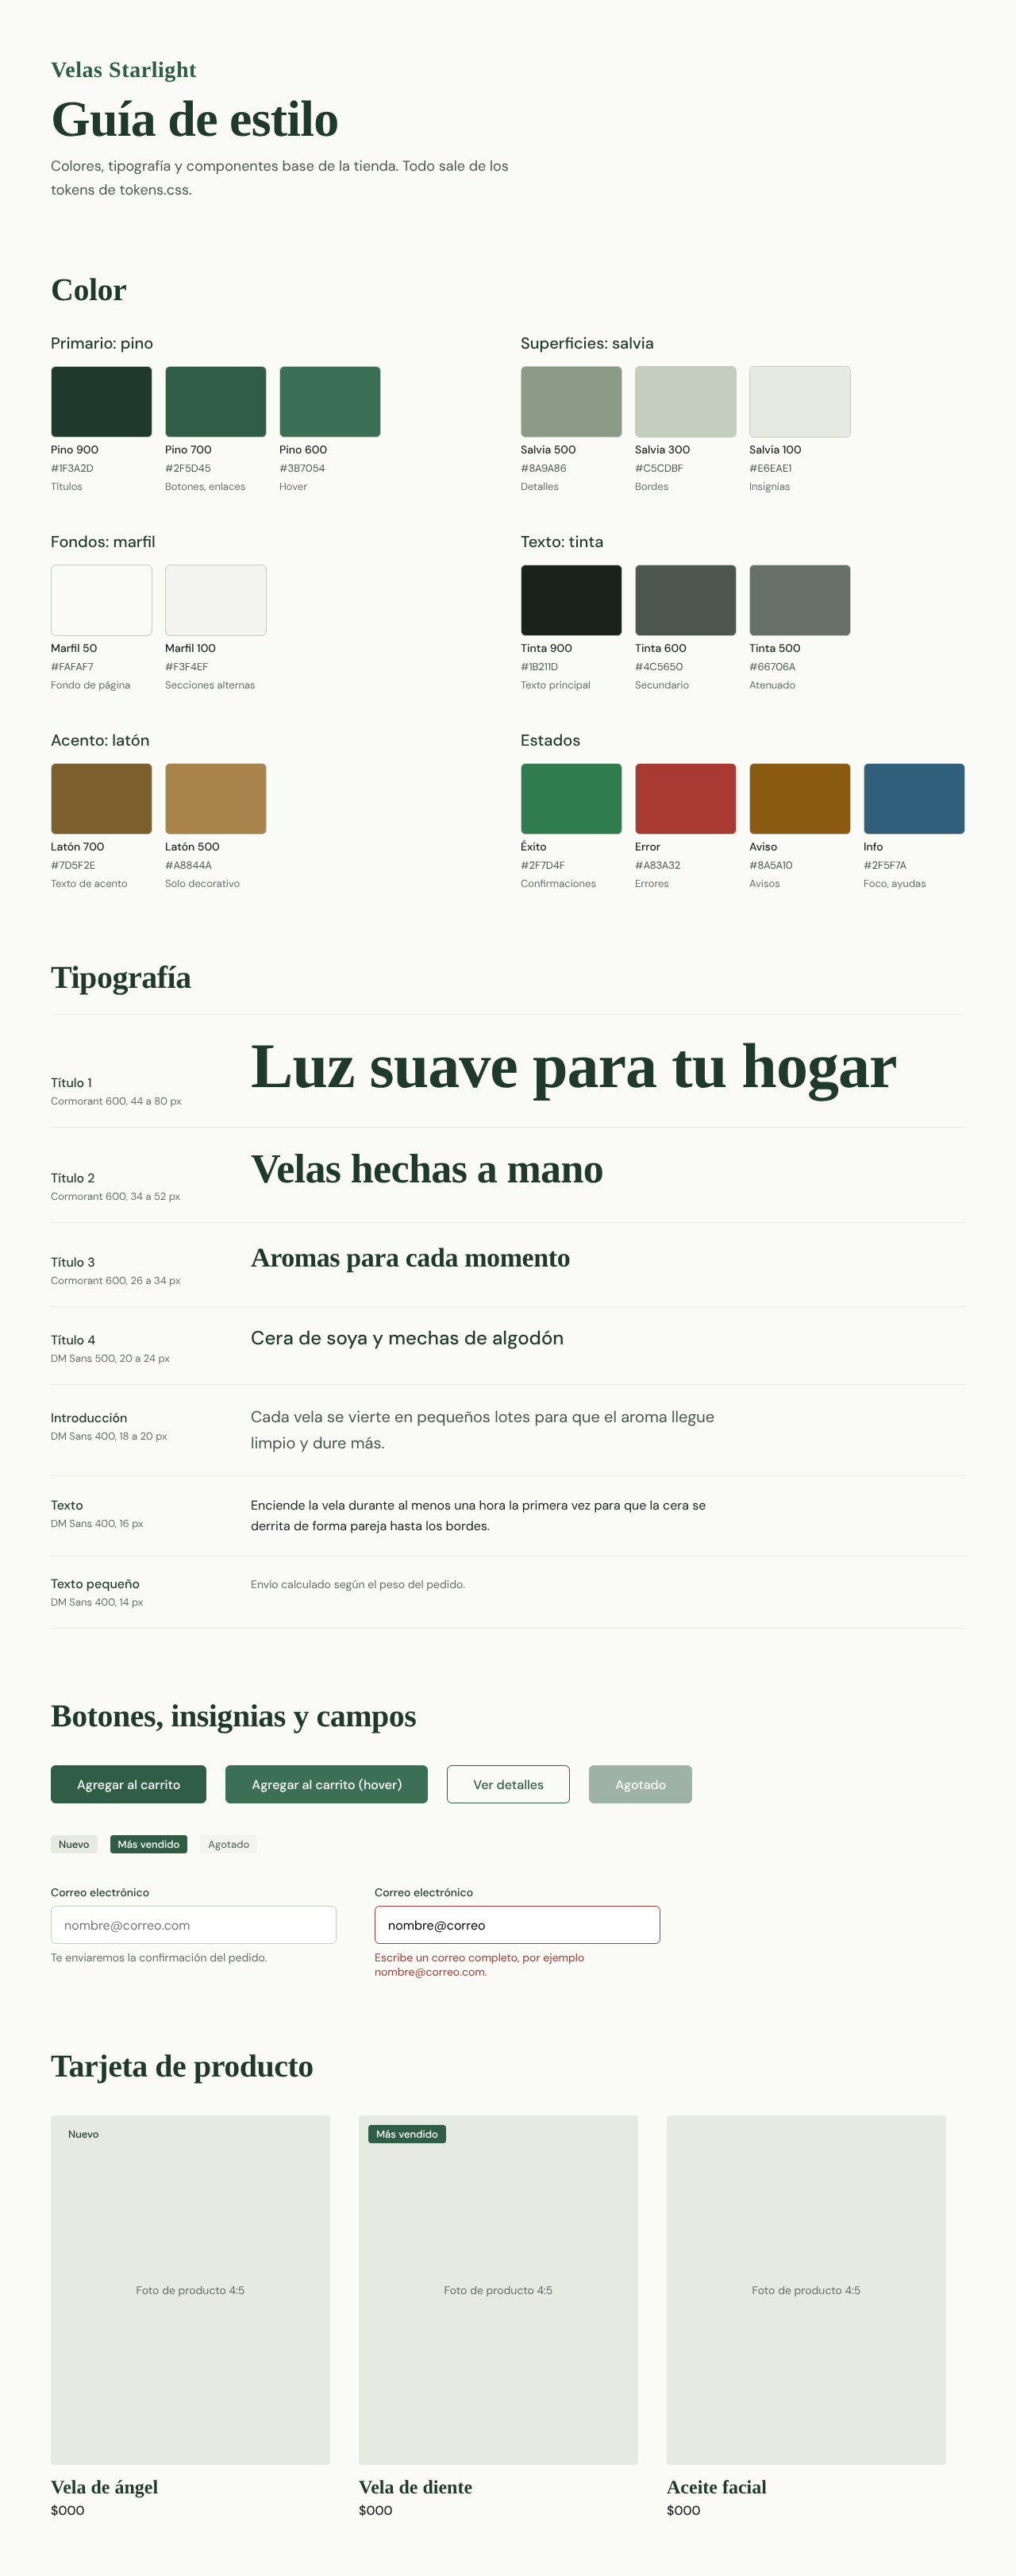 Velas Starlight
Guía de estilo
Colores, tipografía y componentes base de la tienda. Todo sale de los
tokens de tokens.css.
Color
Primario: pino
Pino 900
#1F3A2D
Títulos
Pino 700
#2F5D45
Botones, enlaces
Pino 600
#3B7054
Hover
Superficies: salvia
Salvia 500
#8A9A86
Detalles
Salvia 300
#C5CDBF
Bordes
Salvia 100
#E6EAE1
Insignias
Fondos: marfil
Marfil 50
#FAFAF7
Fondo de página
Marfil 100
#F3F4EF
Secciones alternas
Texto: tinta
Tinta 900
#1B211D
Texto principal
Tinta 600
#4C5650
Secundario
Tinta 500
#66706A
Atenuado
Acento: latón
Latón 700
#7D5F2E
Texto de acento
Latón 500
#A8844A
Solo decorativo
Estados
Éxito
#2F7D4F
Confirmaciones
Error
#A83A32
Errores
Aviso
#8A5A10
Avisos
Info
#2F5F7A
Foco, ayudas
Tipografía
Título 1
Cormorant 600, 44 a 80 px
Luz suave para tu hogar
Título 2
Cormorant 600, 34 a 52 px
Velas hechas a mano
Título 3
Cormorant 600, 26 a 34 px
Aromas para cada momento
Título 4
DM Sans 500, 20 a 24 px
Cera de soya y mechas de algodón
Introducción
DM Sans 400, 18 a 20 px
Cada vela se vierte en pequeños lotes para que el aroma llegue
limpio y dure más.
Texto
DM Sans 400, 16 px
Enciende la vela durante al menos una hora la primera vez para que la cera se
derrita de forma pareja hasta los bordes.
Texto pequeño
DM Sans 400, 14 px
Envío calculado según el peso del pedido.
Botones, insignias y campos
Agregar al carrito
Agregar al carrito (hover)
Ver detalles
Agotado
Nuevo
Más vendido
Agotado
Correo electrónico
nombre@correo.com
Te enviaremos la confirmación del pedido.
Correo electrónico
nombre@correo
Escribe un correo completo, por ejemplo
nombre@correo.com.
Tarjeta de producto
Nuevo
Foto de producto 4:5
Vela de ángel
$000
Más vendido
Foto de producto 4:5
Vela de diente
$000
Foto de producto 4:5
Aceite facial
$000